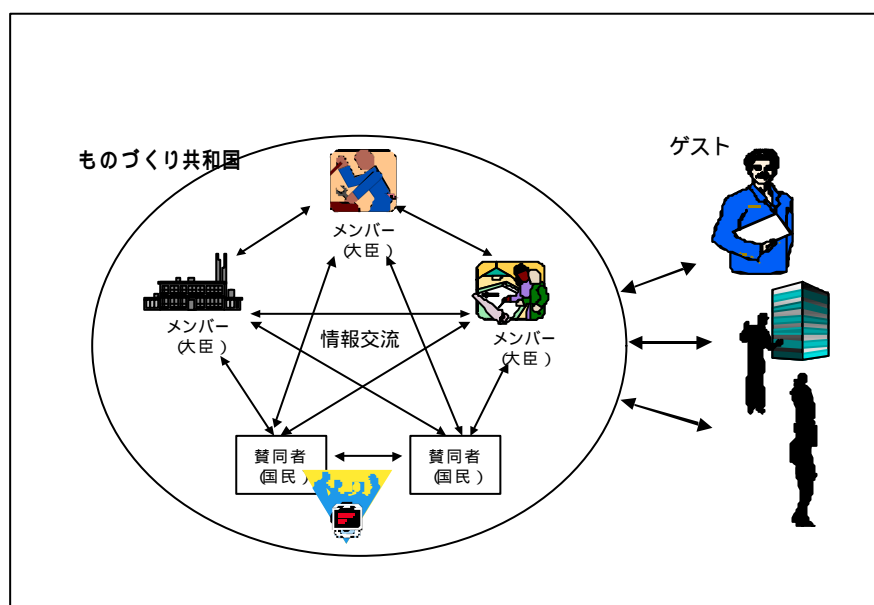 ものづくり共和国
ゲスト
メンバー
(大臣)
メンバー
(大臣)
メンバー
(大臣)
情報交流
賛同者
(国民)
賛同者
(国民)